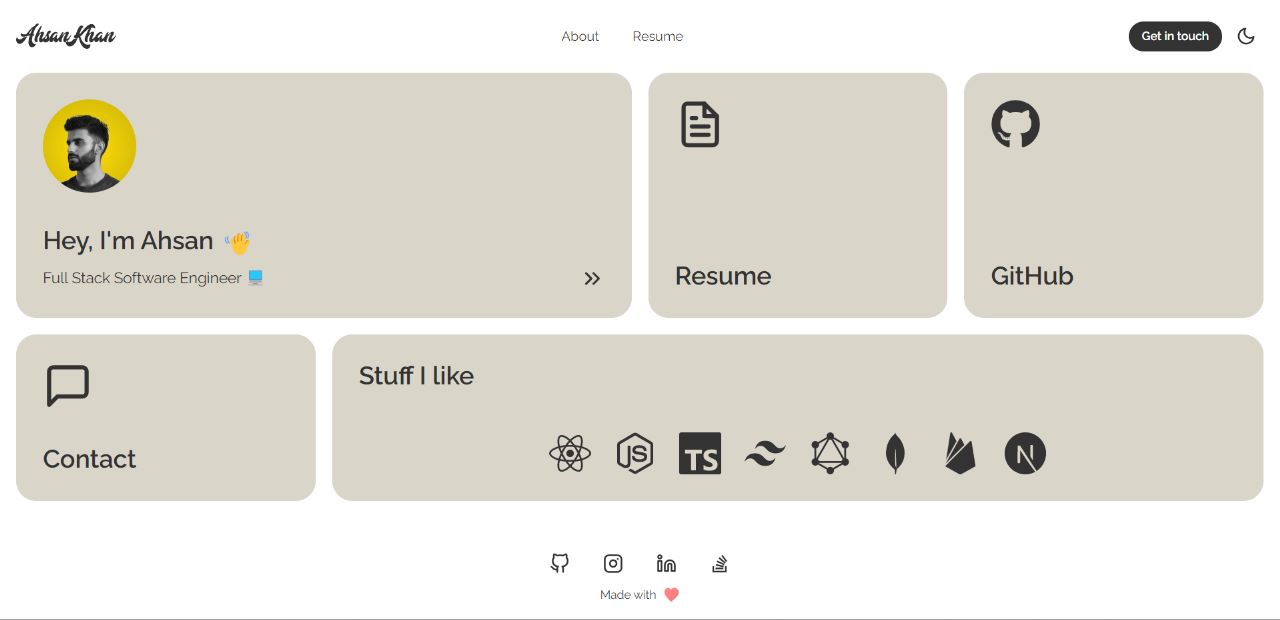 Ahsan Khan
About
Resume
Get in touch
Hey, I'm Ahsan 👋
Full Stack Software Engineer 💻
Resume
GitHub
Contact
Stuff I like
JS
TS
N
Made with ❤️